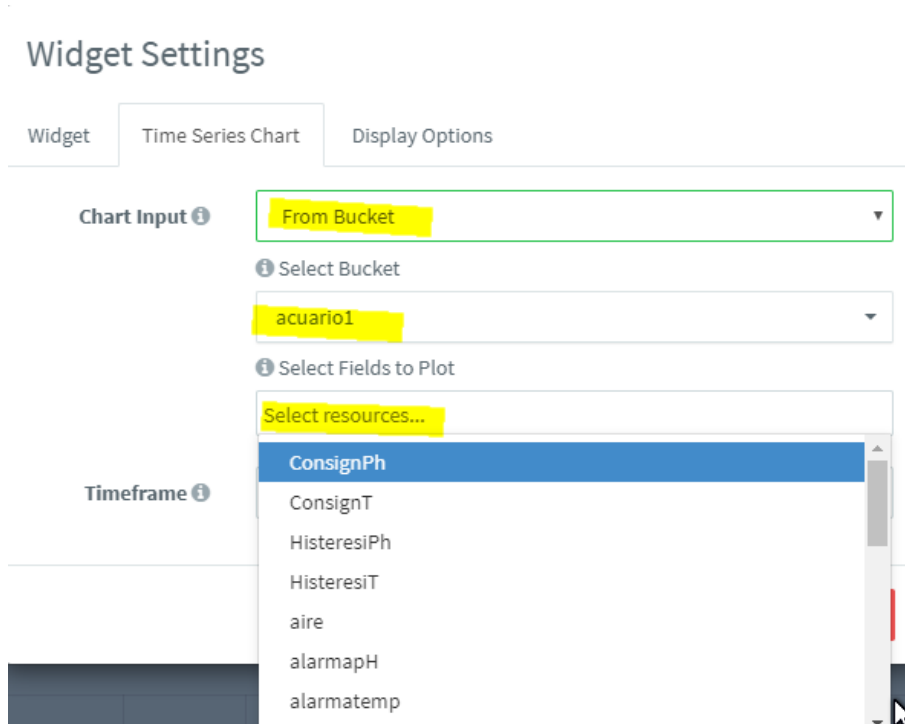 Widget Settings
Widget Time Series Chart Display Options
Chart Input From Bucket
Select Bucket
acuario1
Select Fields to Plot
Select resources...
ConsignPh
Timeframe
ConsignT
HisteresiPh
HisteresiT
aire
alarmapH
alarmatemp